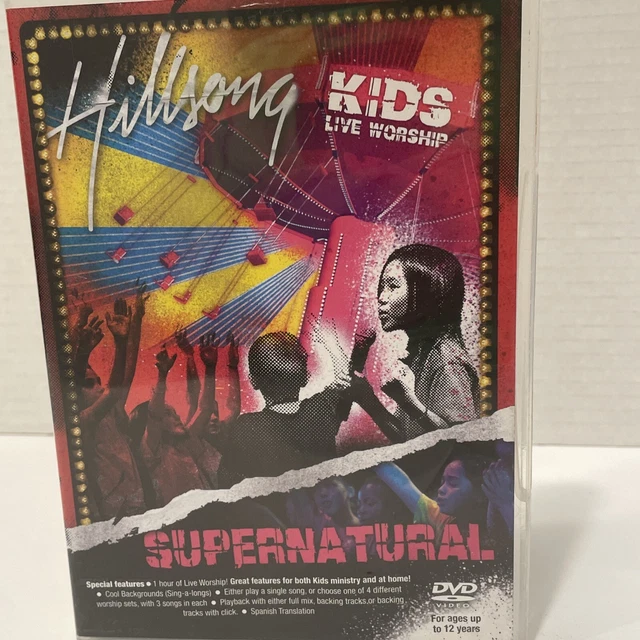 Hillsong
KIDS
LIVE WORSHIP
SUPERNATURAL
Special features • 1 hour of Live Worship! Great features for both Kids ministry and at home!
• Cool Backgrounds (Sing-a-longs) • Either play a single song, or choose one of 4 different
worship sets, with 3 songs in each • Playback with either full mix, backing tracks,or backing
tracks with click. • Spanish Translation
DVD
VIDEO
For ages up
to 12 years